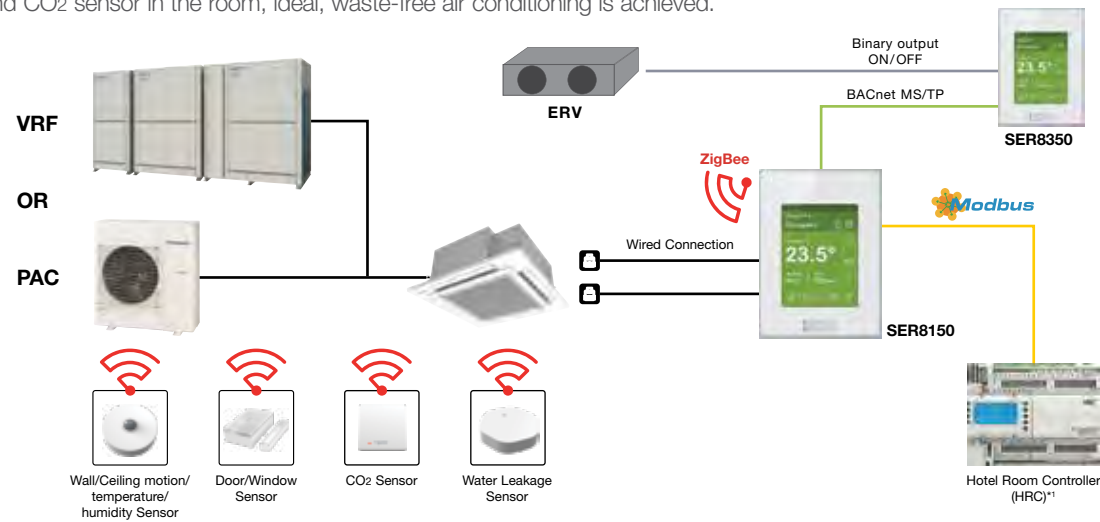 nd CO2 sensor in the room, ideal, waste-free air conditioning is achieved.
Binary output
ON/OFF
23.5°
ERV
BACnet MS/TP
SER8350
VRF
ZigBee
OR
Modbus
Wired Connection
23.5°
PAC
SER8150
Wall/Ceiling motion/
temperature/
humidity Sensor
Door/Window
Sensor
CO2 Sensor
Water Leakage
Sensor
Hotel Room Controller
(HRC)*1